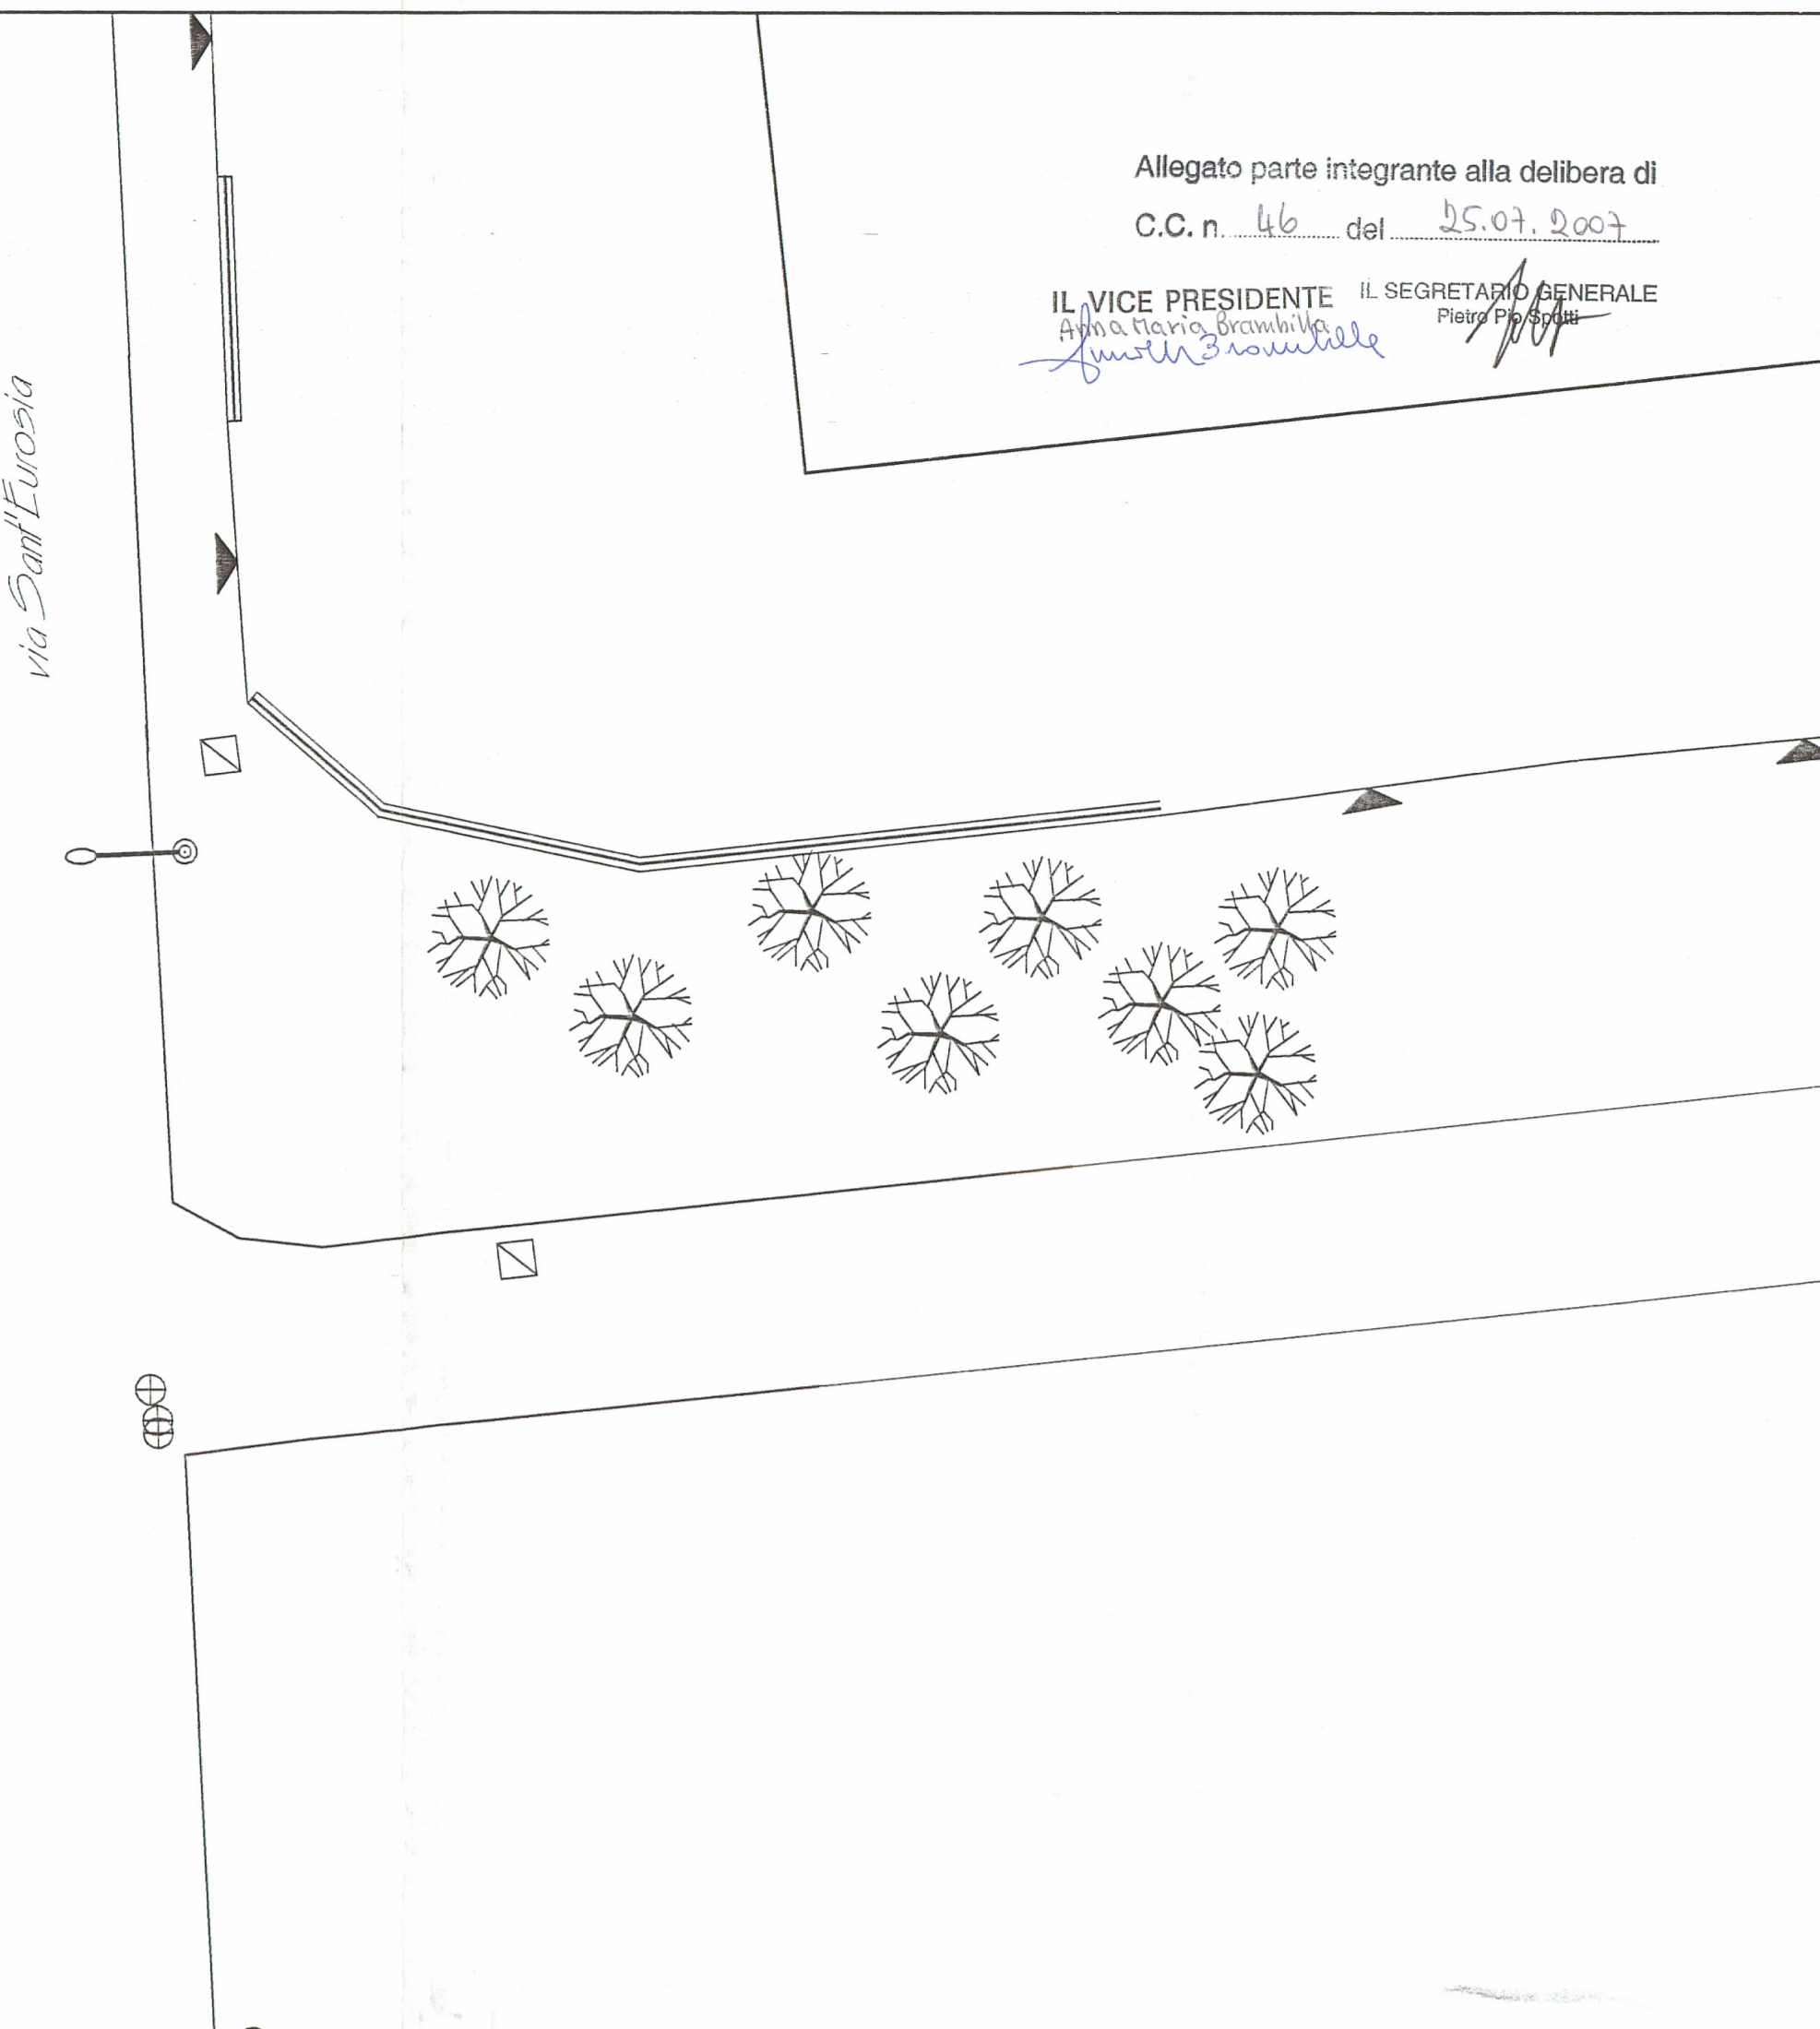 Allegato parte integrante alla delibera di
C.C. n. 46 del 25.07.2007
IL VICE PRESIDENTE IL SEGRETARIO GENERALE
Anna Maria Brambilla Pietro Pio Spotti
via Sant'Eurosia